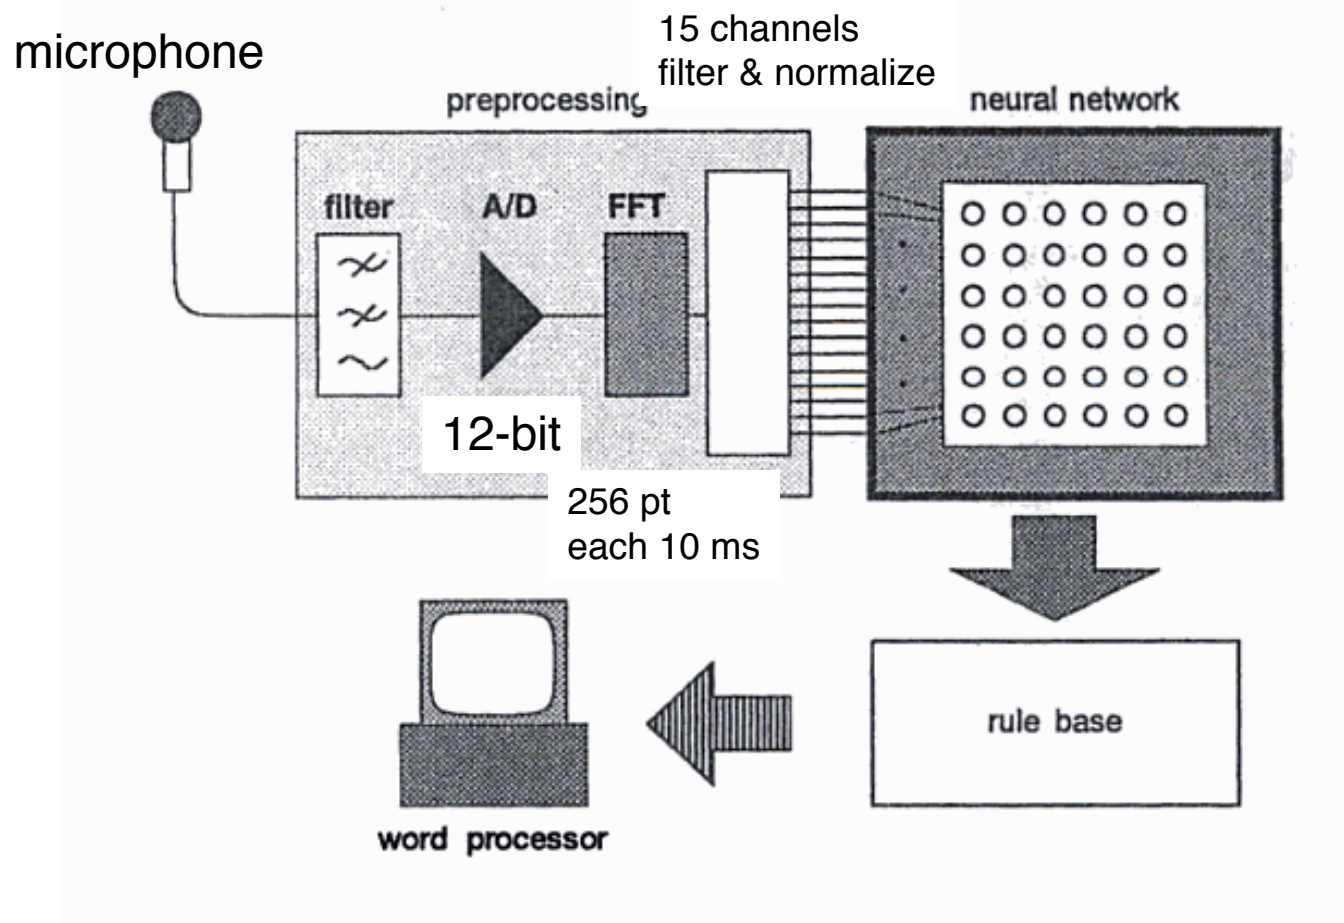 microphone
15 channels
filter & normalize
preprocessing
neural network
filter
A/D
FFT
12-bit
256 pt
each 10 ms
rule base
word processor